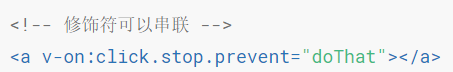 <!-- 修饰符可以串联 -->
<a v-on:click.stop.prevent="doThat"></a>